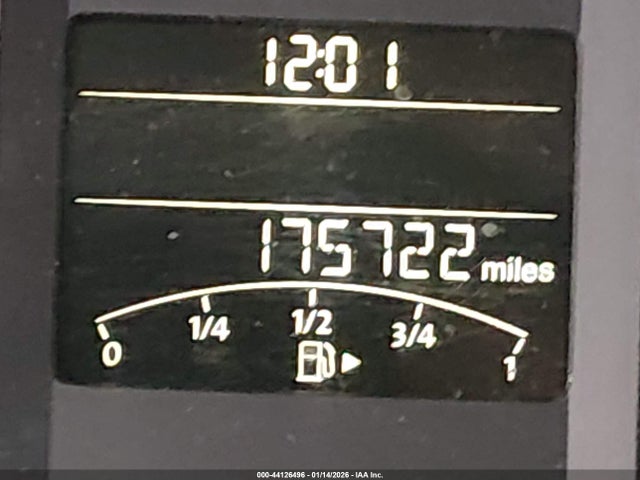 12:01
175722 miles
0 1/4 1/2 3/4 1
000-44126496 - 01/14/2026 - IAA Inc.